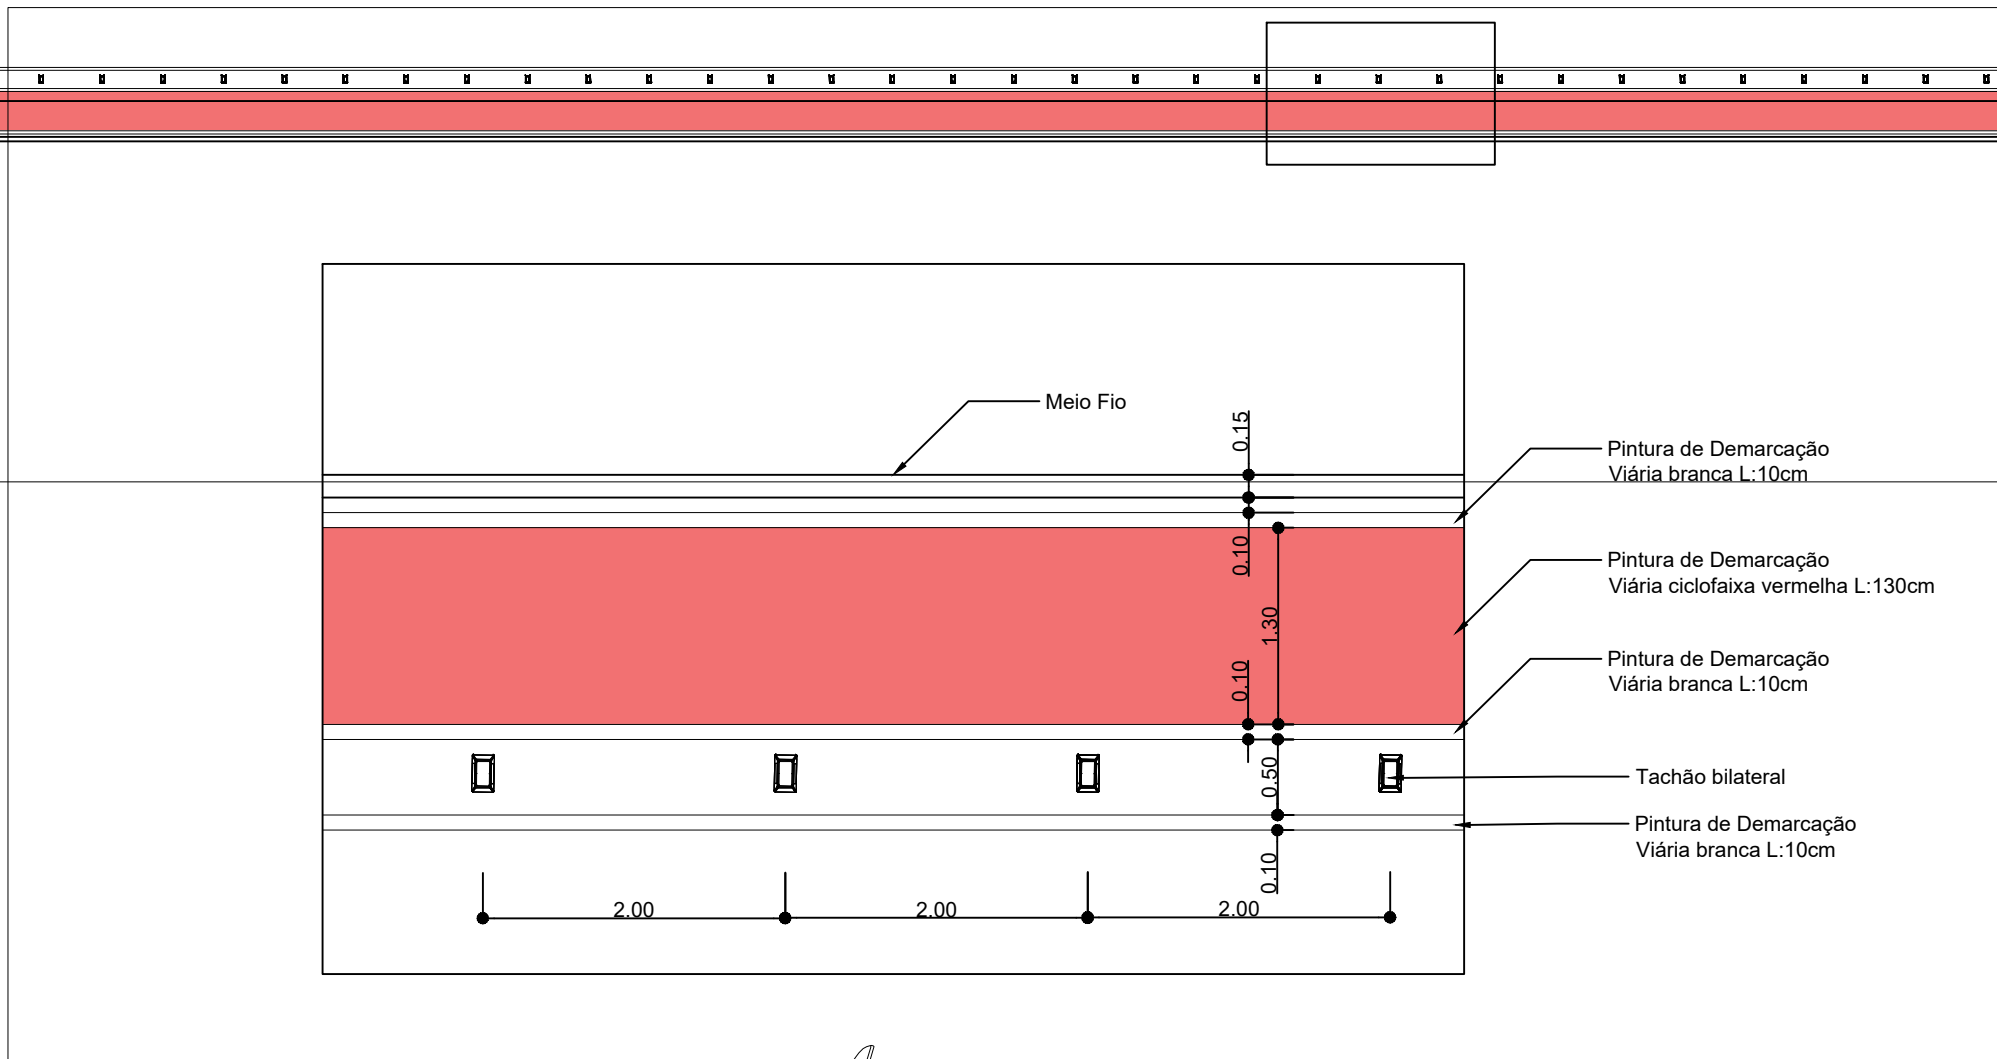 Meio Fio
0.15
Pintura de Demarcação
Viária branca L:10cm
0.10
Pintura de Demarcação
Viária ciclofaixa vermelha L:130cm
1.30
0.10
Pintura de Demarcação
Viária branca L:10cm
0.50
Tachão bilateral
Pintura de Demarcação
Viária branca L:10cm
0.10
2.00
2.00
2.00